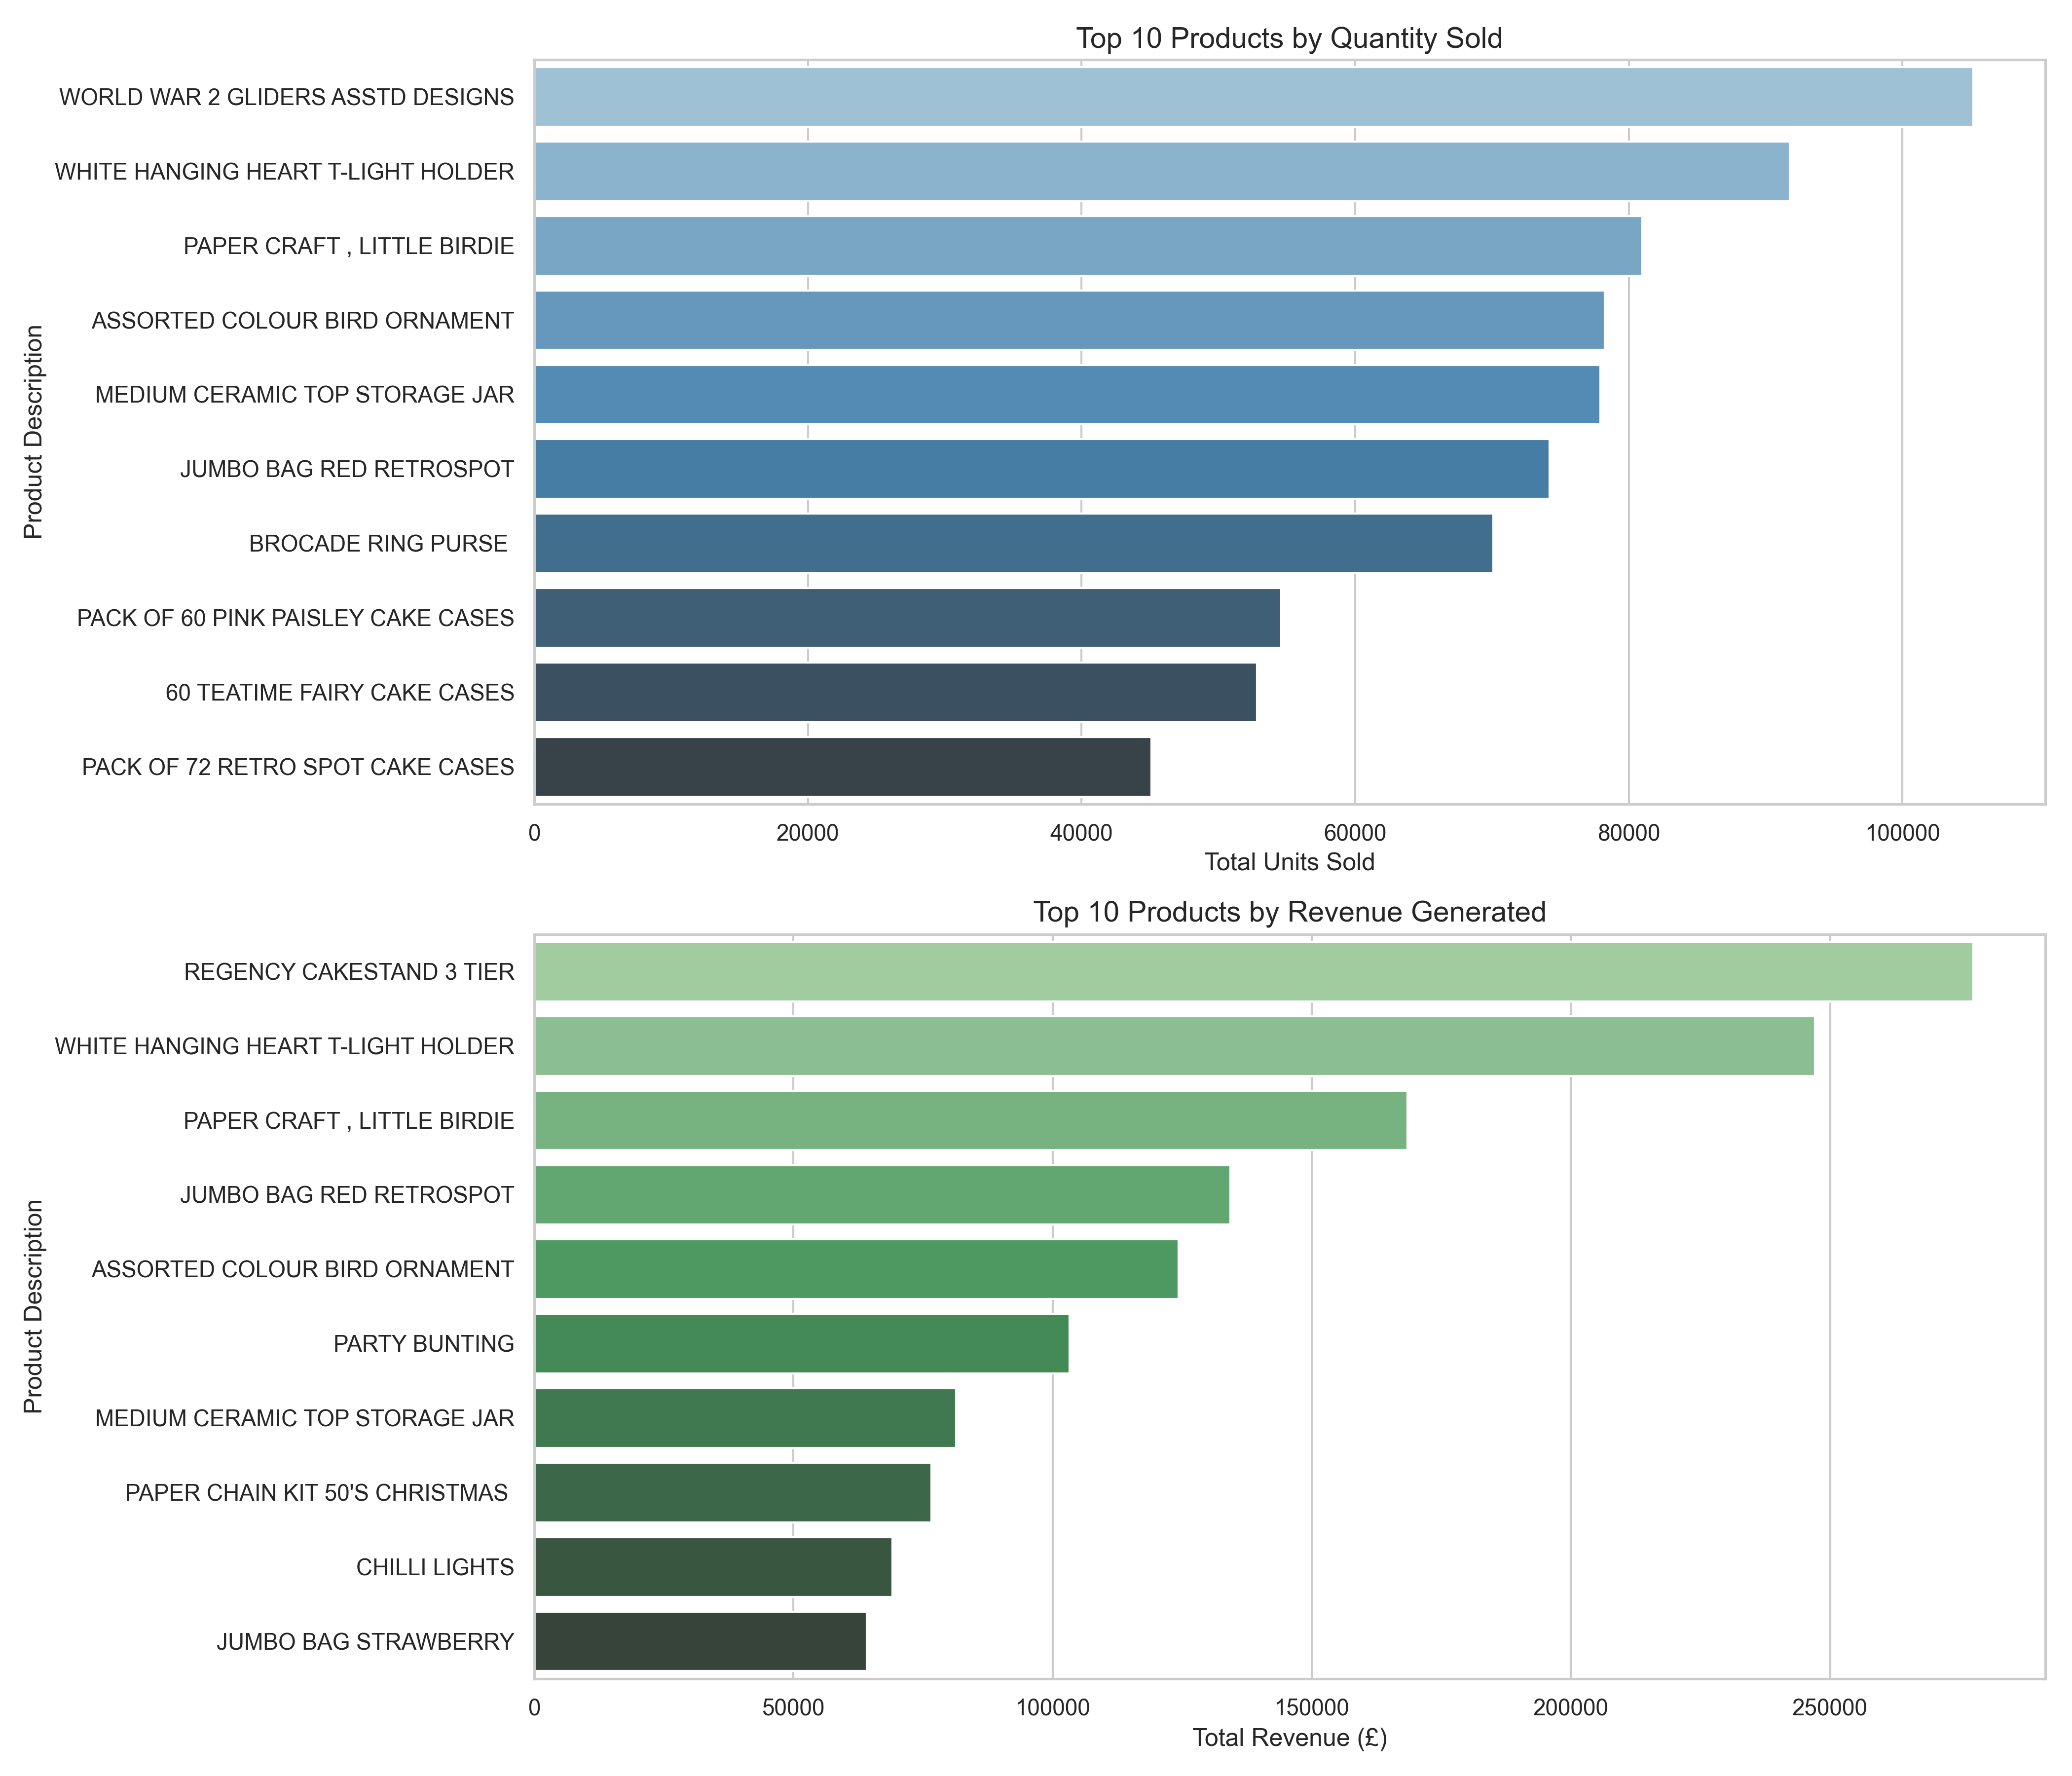 Top 10 Products by Quantity Sold
Product Description
WORLD WAR 2 GLIDERS ASSTD DESIGNS
WHITE HANGING HEART T-LIGHT HOLDER
PAPER CRAFT , LITTLE BIRDIE
ASSORTED COLOUR BIRD ORNAMENT
MEDIUM CERAMIC TOP STORAGE JAR
JUMBO BAG RED RETROSPOT
BROCADE RING PURSE
PACK OF 60 PINK PAISLEY CAKE CASES
60 TEATIME FAIRY CAKE CASES
PACK OF 72 RETRO SPOT CAKE CASES
0 20000 40000 60000 80000 100000
Total Units Sold
Top 10 Products by Revenue Generated
Product Description
REGENCY CAKESTAND 3 TIER
WHITE HANGING HEART T-LIGHT HOLDER
PAPER CRAFT , LITTLE BIRDIE
JUMBO BAG RED RETROSPOT
ASSORTED COLOUR BIRD ORNAMENT
PARTY BUNTING
MEDIUM CERAMIC TOP STORAGE JAR
PAPER CHAIN KIT 50'S CHRISTMAS
CHILLI LIGHTS
JUMBO BAG STRAWBERRY
0 50000 100000 150000 200000 250000
Total Revenue (£)